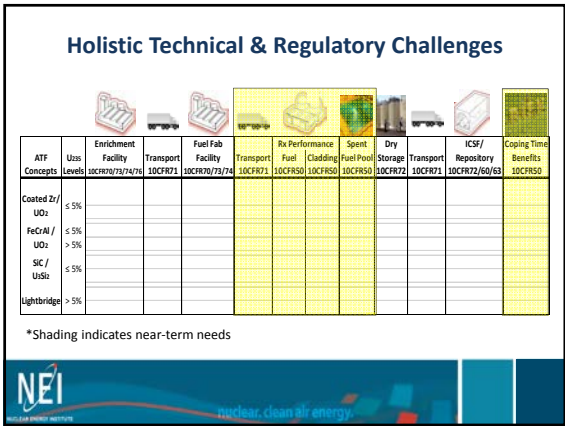 Holistic Technical & Regulatory Challenges
ATF Concepts | U235 Levels | Enrichment Facility 10CFR70/73/74/76 | Transport 10CFR71 | Fuel Fab Facility 10CFR70/73/74 | Transport 10CFR71 | Rx Performance Fuel 10CFR50 | Cladding 10CFR50 | Spent Fuel Pool 10CFR50 | Dry Storage 10CFR72 | Transport 10CFR71 | ICSF/ Repository 10CFR72/60/63 | Coping Time Benefits 10CFR50
Coated Zr/
UO2
≤ 5%
FeCrAl / ≤ 5%
UO2 > 5%
SiC /
U3Si2
≤ 5%
Lightbridge > 5%
*Shading indicates near-term needs
NEI
NUCLEAR ENERGY INSTITUTE
nuclear. clean air energy.